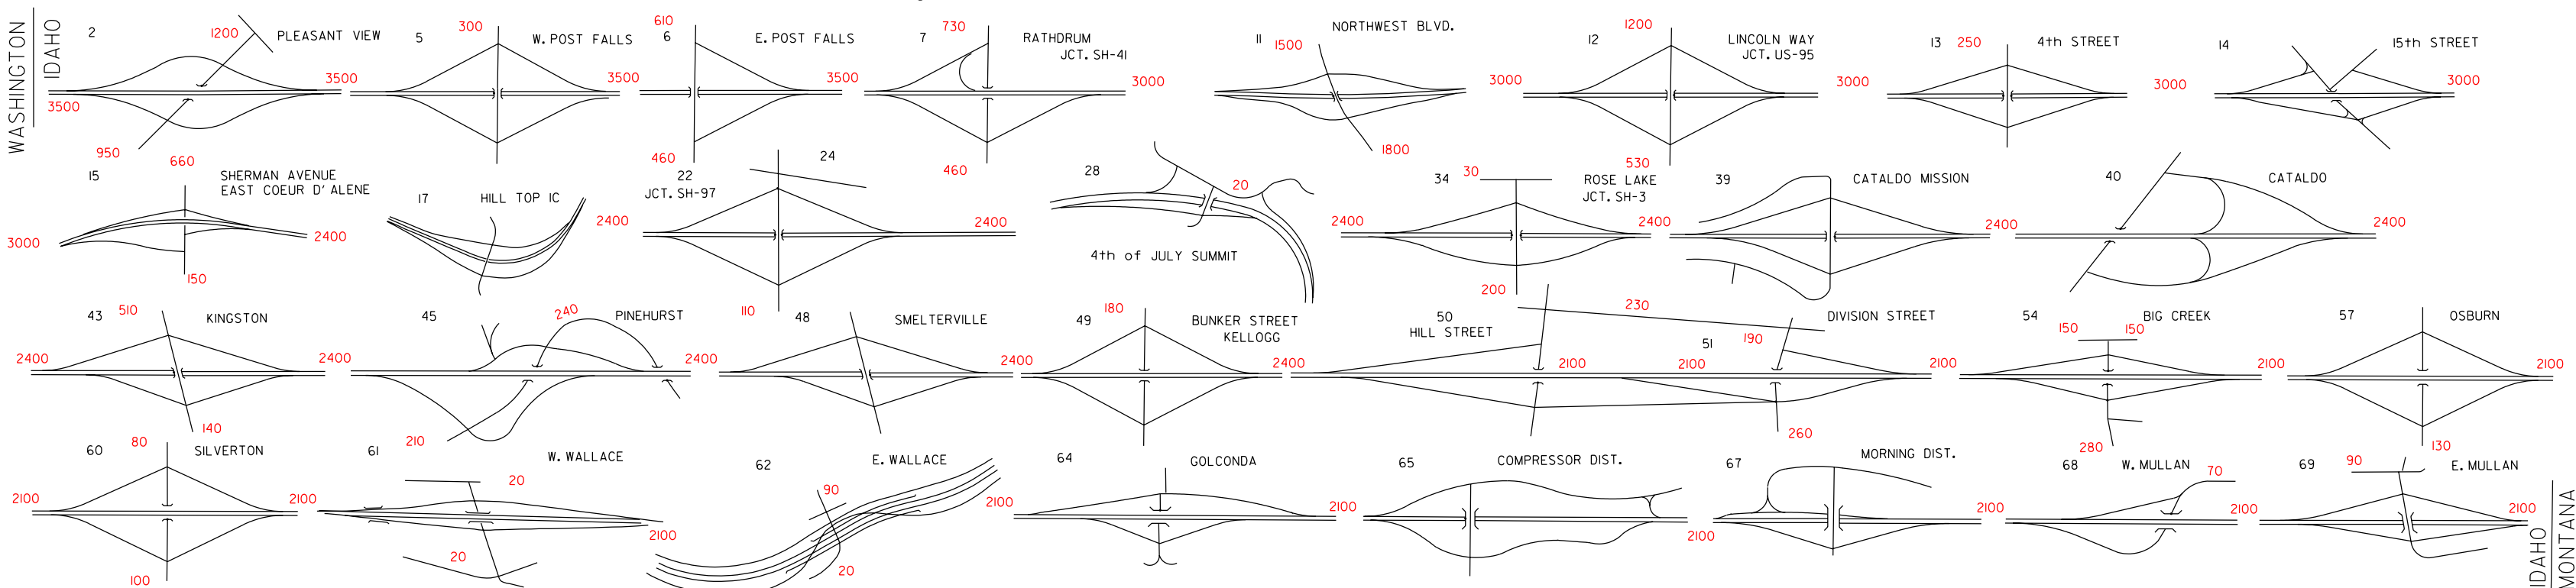 WASHINGTON
IDAHO
2
1200
PLEASANT VIEW
3500
3500
950
5
300
W. POST FALLS
3500
610
6
E. POST FALLS
3500
460
7
730
RATHDRUM
JCT. SH-41
3000
460
11
1500
NORTHWEST BLVD.
3000
1800
12
1200
LINCOLN WAY
JCT. US-95
3000
530
13
250
4th STREET
3000
14
15th STREET
3000
15
660
SHERMAN AVENUE
EAST COEUR D'ALENE
3000
2400
150
17
HILL TOP IC
2400
22
JCT. SH-97
24
2400
110
28
20
4th of JULY SUMMIT
2400
34
30
ROSE LAKE
JCT. SH-3
2400
200
39
CATALDO MISSION
2400
40
CATALDO
2400
43
510
KINGSTON
2400
2400
140
45
240
PINEHURST
2400
210
48
SMELTERVILLE
2400
49
180
BUNKER STREET
KELLOGG
2400
50
HILL STREET
230
2100
51
2100
190
DIVISION STREET
2100
260
54
150
150
BIG CREEK
2100
280
57
OSBURN
2100
130
60
80
SILVERTON
2100
2100
100
61
W. WALLACE
20
2100
20
62
E. WALLACE
90
20
2100
64
GOLCONDA
2100
65
COMPRESSOR DIST.
2100
67
MORNING DIST.
2100
68
W. MULLAN
70
2100
69
90
E. MULLAN
2100
IDAHO
MONTANA